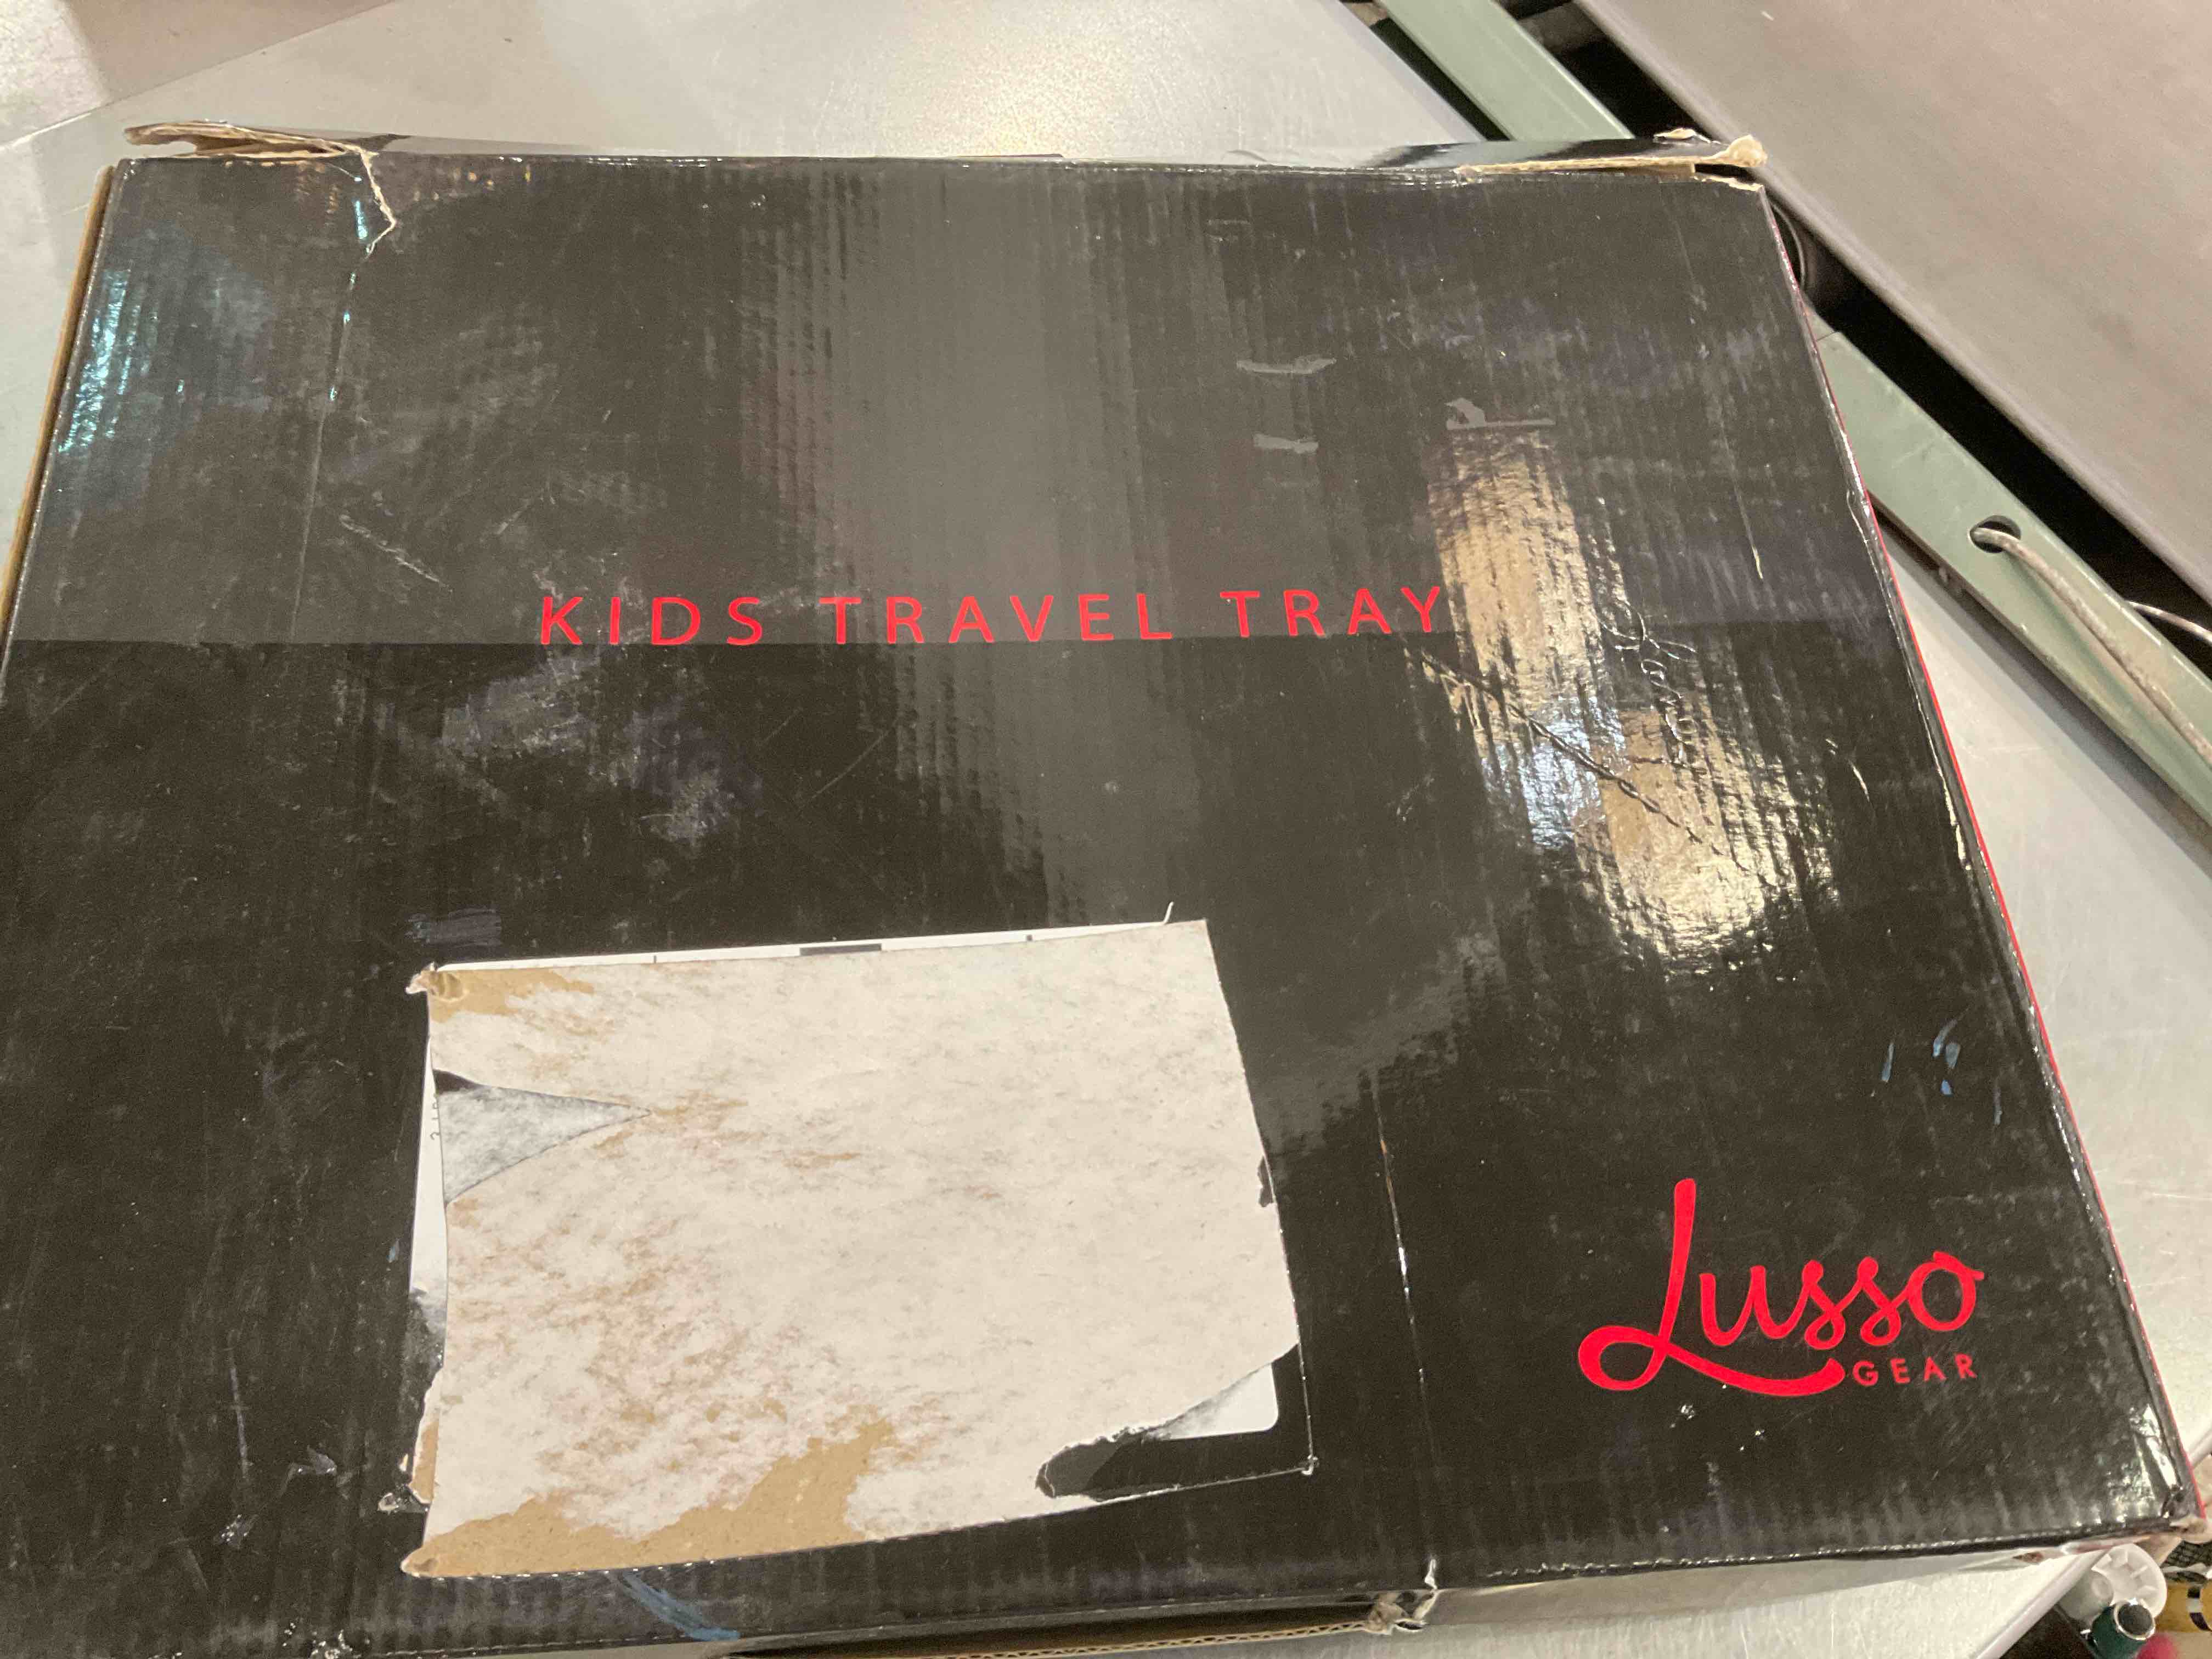 KIDS TRAVEL TRAY
Lusso
GEAR